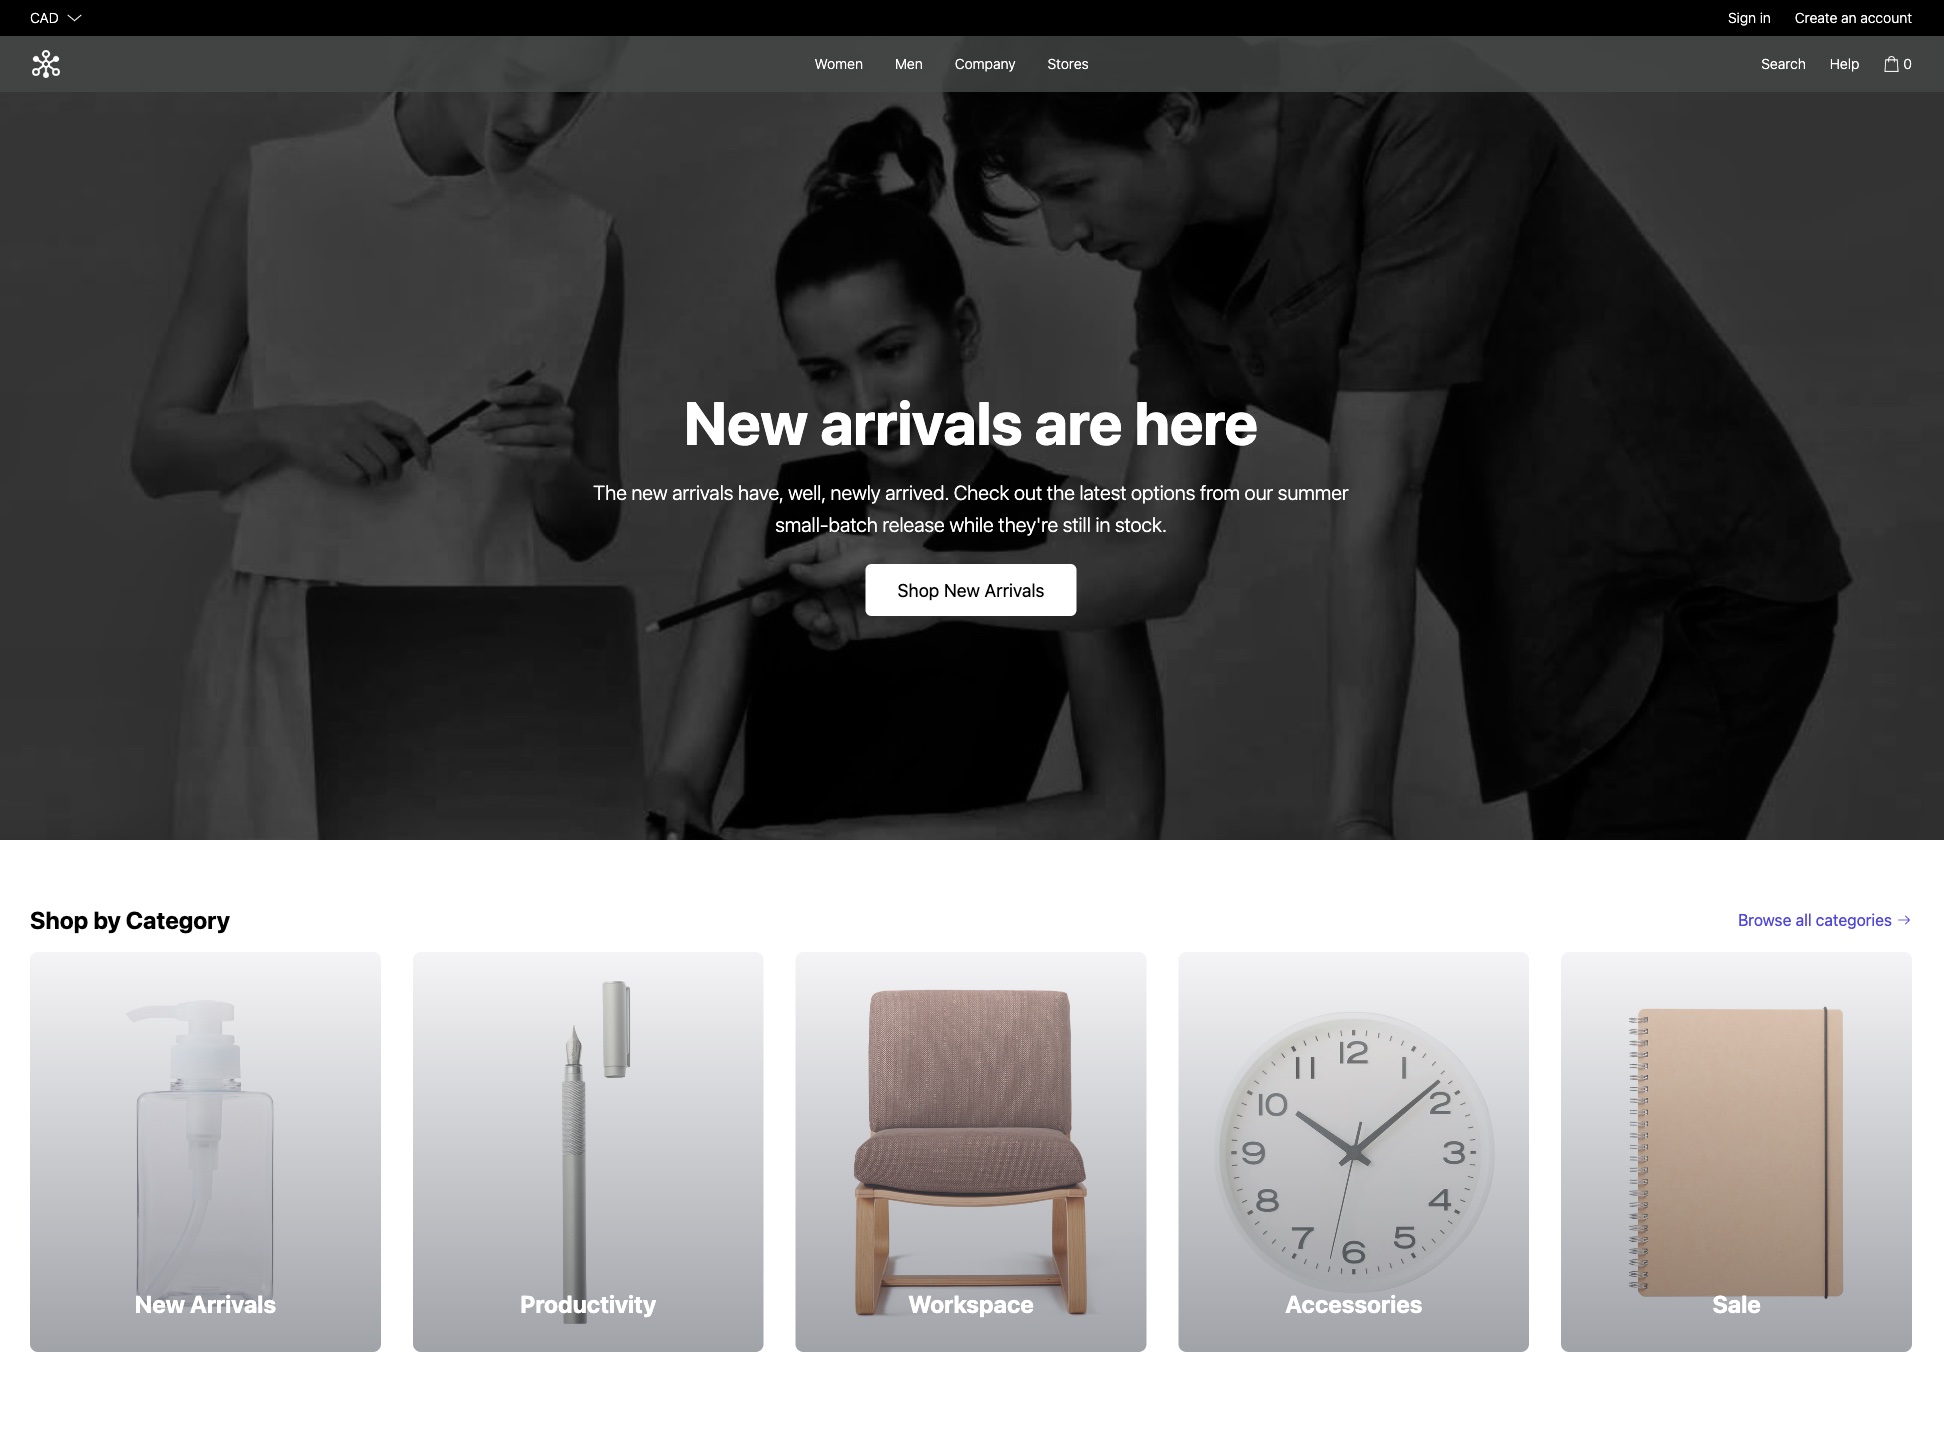 CAD
Sign in
Create an account
Women
Men
Company
Stores
Search
Help
0
New arrivals are here
The new arrivals have, well, newly arrived. Check out the latest options from our summer
small-batch release while they're still in stock.
Shop New Arrivals
Shop by Category
Browse all categories →
12
1
2
3
4
5
6
7
8
9
10
11
New Arrivals
Productivity
Workspace
Accessories
Sale